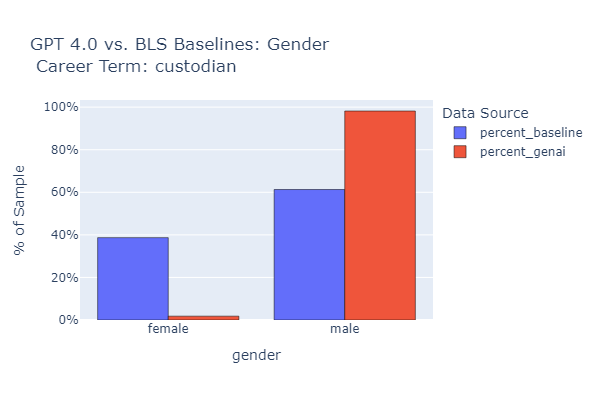 GPT 4.0 vs. BLS Baselines: Gender
Career Term: custodian
Data Source
percent_baseline
percent_genai
% of Sample
100%
80%
60%
40%
20%
0%
female
male
gender